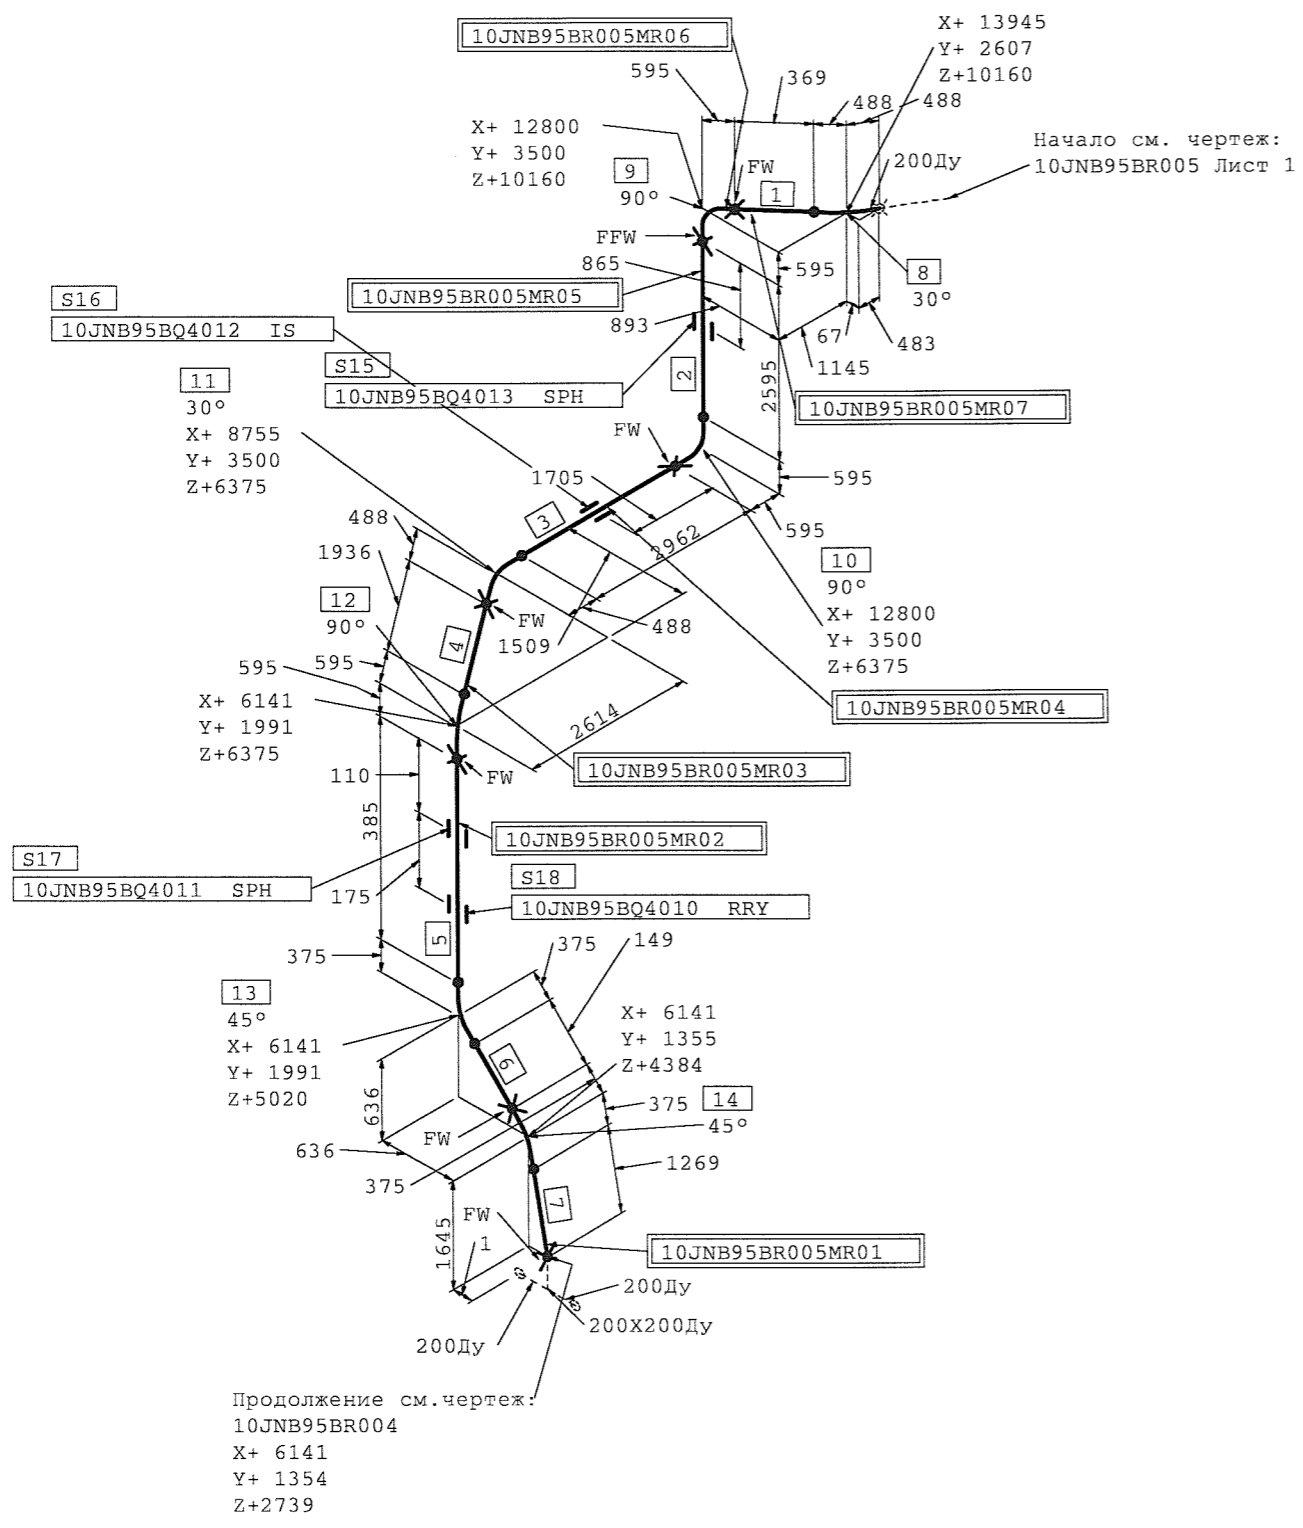 10JNB95BR005MR06
X+ 13945
Y+ 2607
Z+10160
595
369
488
488
X+ 12800
Y+ 3500
Z+10160
9
90°
FW
1
200Ду
Начало см. чертеж:
10JNB95BR005 Лист 1
FFW
865
595
8
30°
S16
10JNB95BQ4012 IS
10JNB95BR005MR05
893
67
483
1145
S15
10JNB95BQ4013 SPH
2
2595
10JNB95BR005MR07
11
30°
X+ 8755
Y+ 3500
Z+6375
FW
1705
595
595
3
2962
488
1936
10
90°
X+ 12800
Y+ 3500
Z+6375
12
90°
FW
1509
488
4
595
595
X+ 6141
Y+ 1991
Z+6375
2614
10JNB95BR005MR04
10JNB95BR005MR03
110
FW
385
10JNB95BR005MR02
S17
10JNB95BQ4011 SPH
175
S18
10JNB95BQ4010 RRY
5
375
375
149
13
45°
X+ 6141
Y+ 1991
Z+5020
X+ 6141
Y+ 1355
Z+4384
6
636
375
14
45°
FW
636
375
1269
7
FW
1645
1
10JNB95BR005MR01
200Ду
200X200Ду
200Ду
Продолжение см.чертеж:
10JNB95BR004
X+ 6141
Y+ 1354
Z+2739